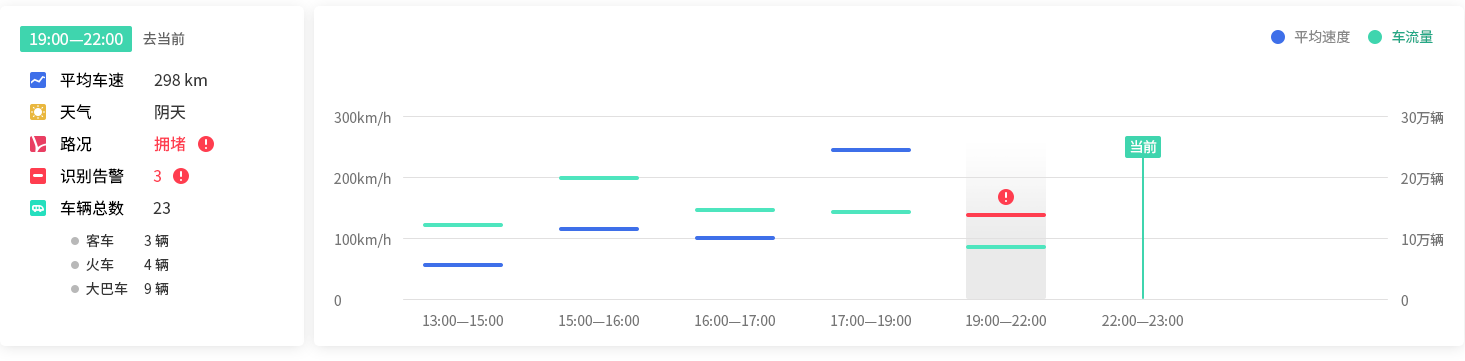 19:00—22:00 去当前
平均车速 298 km
天气 阴天
路况 拥堵
识别告警 3
车辆总数 23
客车 3 辆
火车 4 辆
大巴车 9 辆
平均速度 车流量
300km/h 30万辆
当前
200km/h 20万辆
100km/h 10万辆
0 0
13:00—15:00 15:00—16:00 16:00—17:00 17:00—19:00 19:00—22:00 22:00—23:00